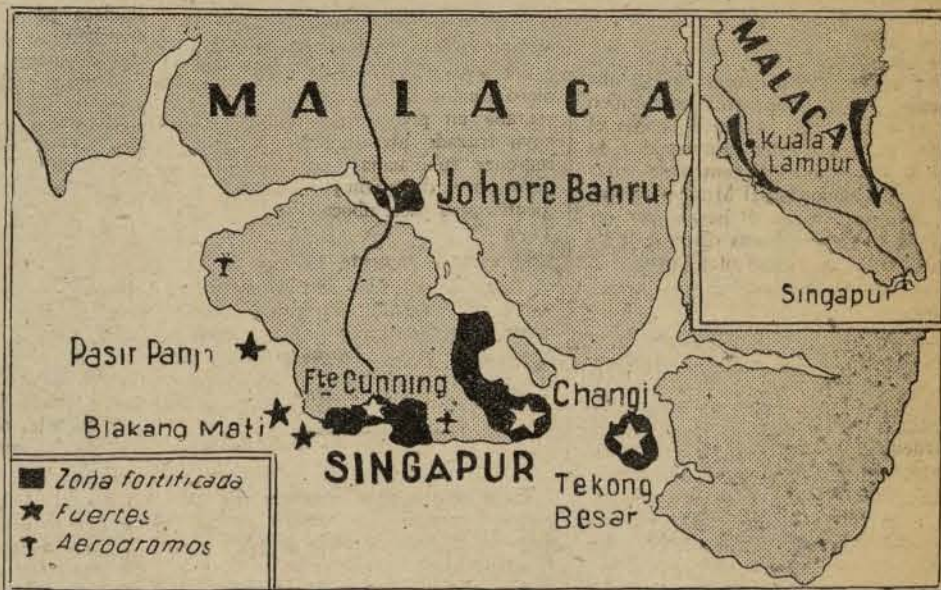 MALACA
Johore Bahru
Pasir Panjı
Fte Cunning
Changi
Blakang Mati
SINGAPUR
Tekong
Besar
Zona fortificada
Fuertes
Aerodromos
MALACA
Kuala
Lampur
Singapur